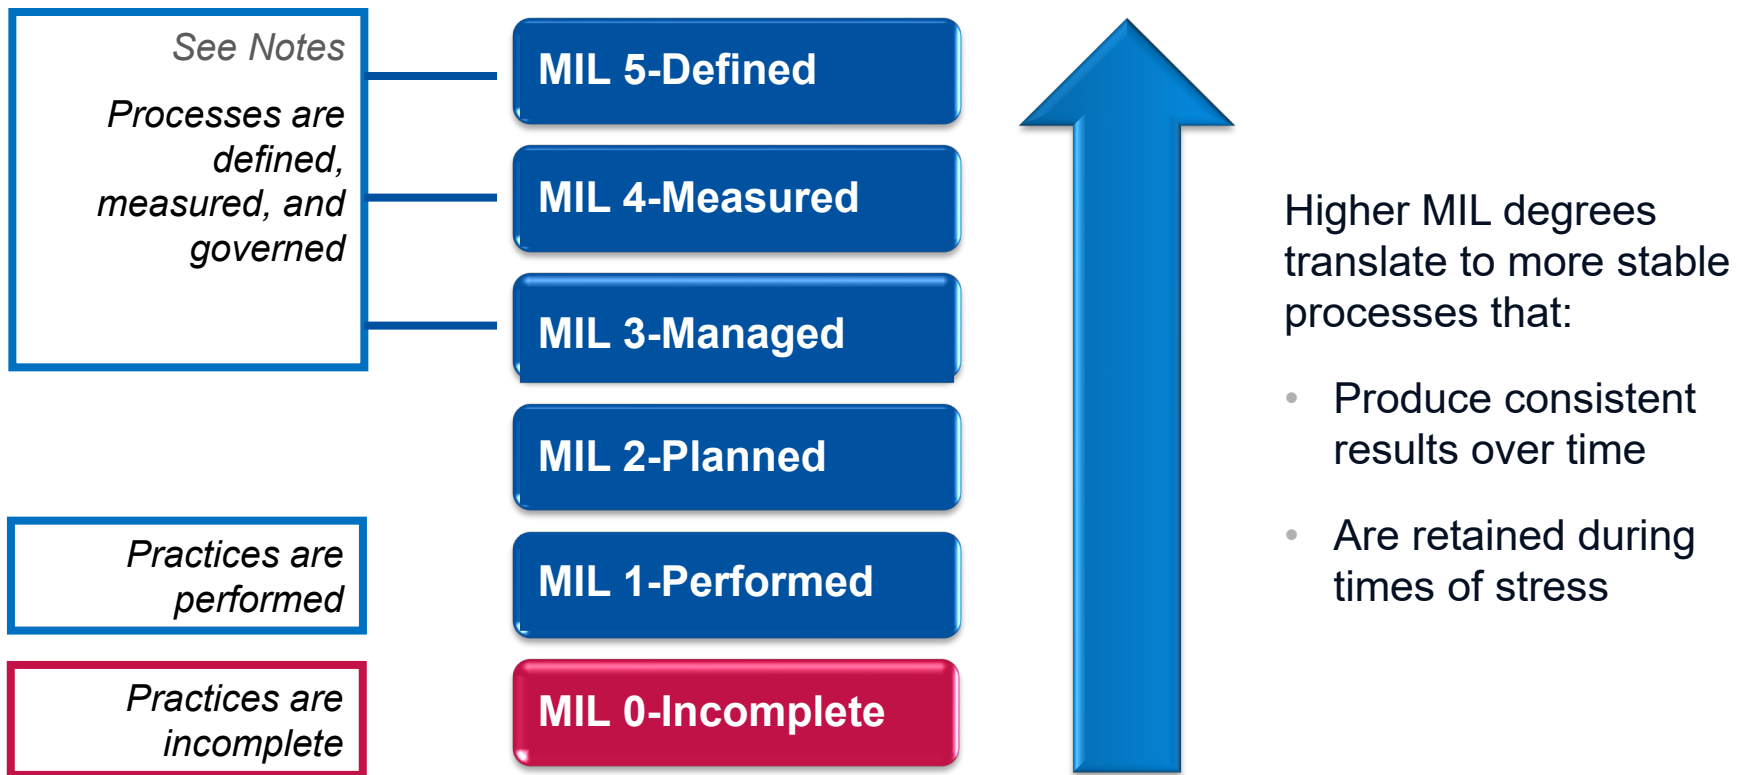 See Notes
Processes are
defined,
measured, and
governed
MIL 5-Defined
MIL 4-Measured
MIL 3-Managed
MIL 2-Planned
Practices are
performed
MIL 1-Performed
Practices are
incomplete
MIL 0-Incomplete
Higher MIL degrees
translate to more stable
processes that:
• Produce consistent
results over time
• Are retained during
times of stress